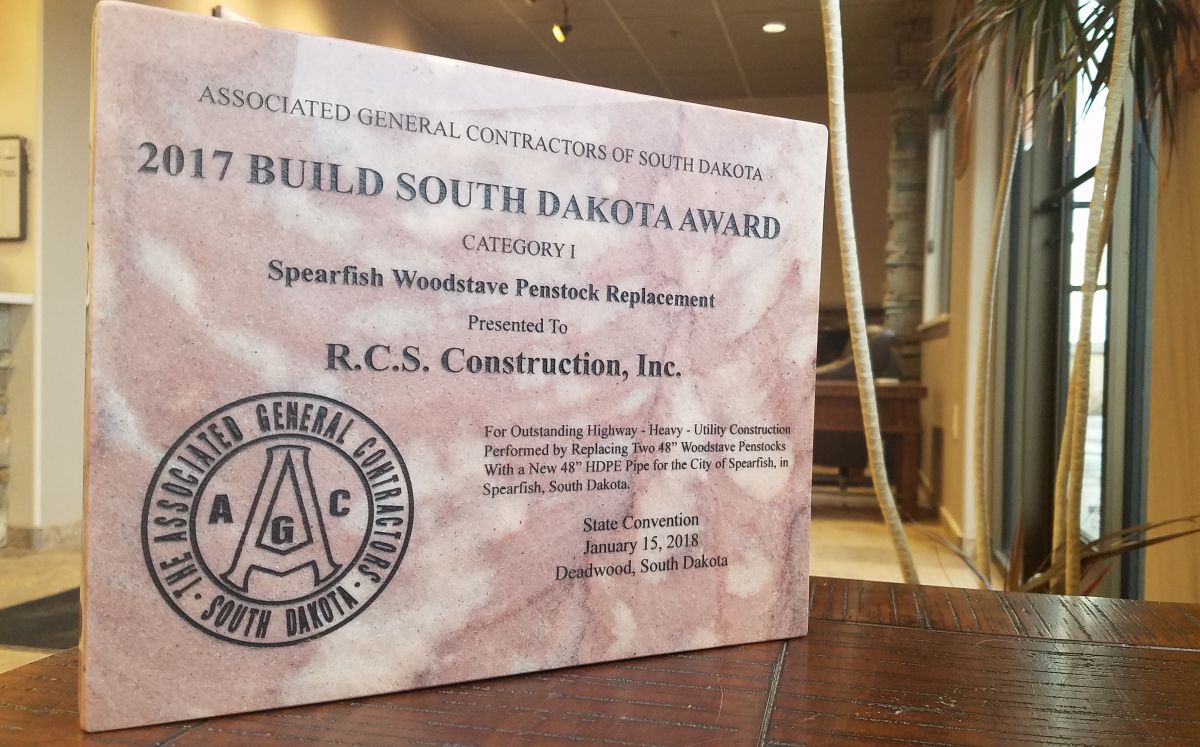 ASSOCIATED GENERAL CONTRACTORS OF SOUTH DAKOTA
2017 BUILD SOUTH DAKOTA AWARD
CATEGORY I
Spearfish Woodstave Penstock Replacement
Presented To
R.C.S. Construction, Inc.
For Outstanding Highway - Heavy - Utility Construction
Performed by Replacing Two 48" Woodstave Penstocks
With a New 48" HDPE Pipe for the City of Spearfish, in
Spearfish, South Dakota.
State Convention
January 15, 2018
Deadwood, South Dakota
THE ASSOCIATED GENERAL CONTRACTORS
A G C
· SOUTH DAKOTA ·